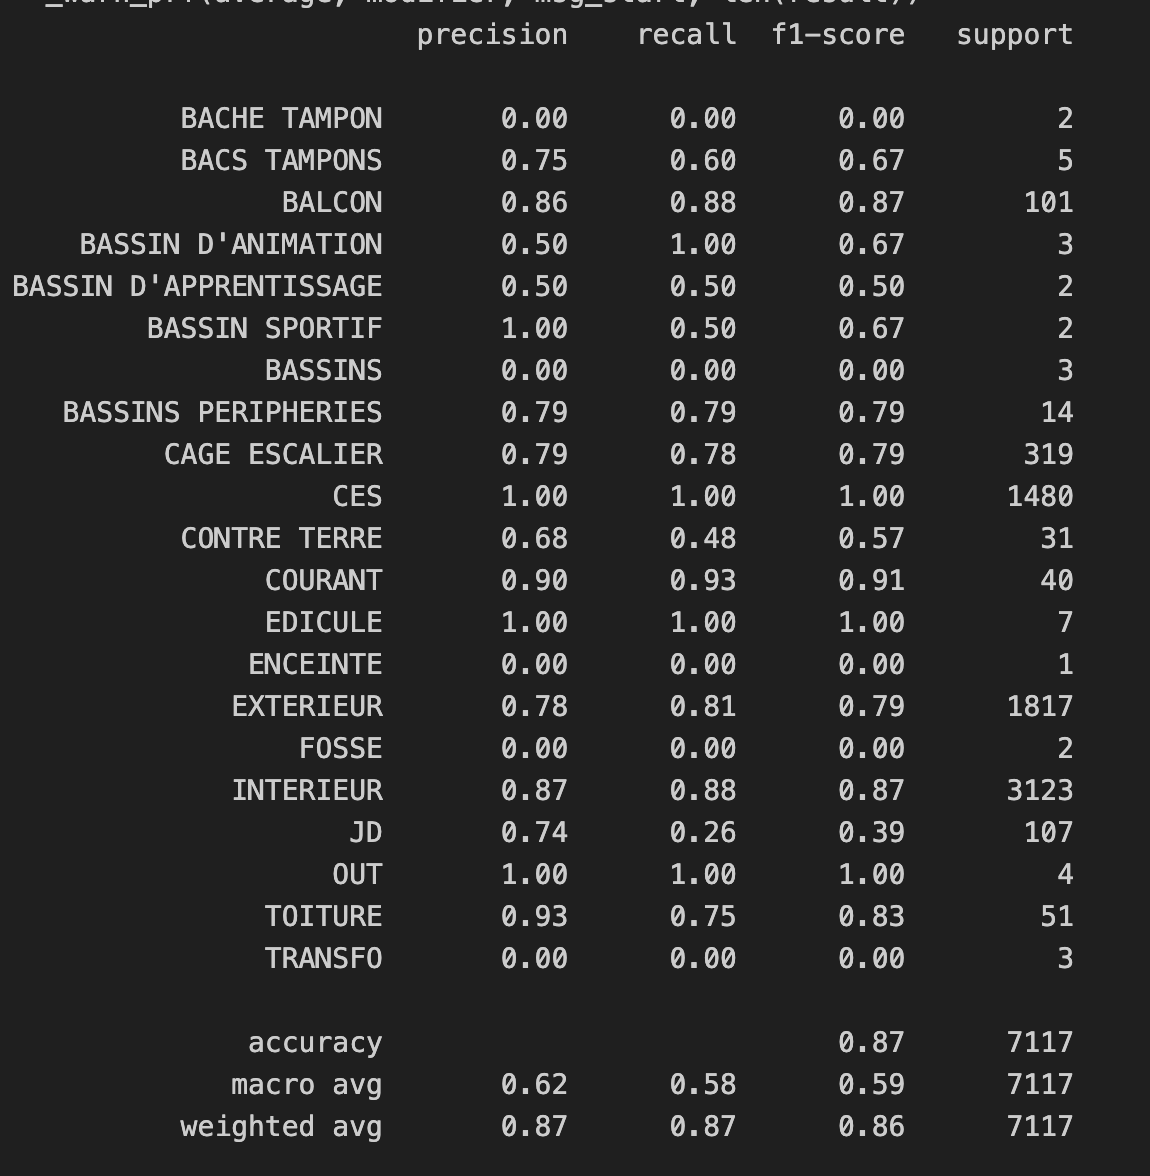 _warn_prf(average, modifier, msg_start, len(result))
precision recall f1-score support
BACHE TAMPON 0.00 0.00 0.00 2
BACS TAMPONS 0.75 0.60 0.67 5
BALCON 0.86 0.88 0.87 101
BASSIN D'ANIMATION 0.50 1.00 0.67 3
BASSIN D'APPRENTISSAGE 0.50 0.50 0.50 2
BASSIN SPORTIF 1.00 0.50 0.67 2
BASSINS 0.00 0.00 0.00 3
BASSINS PERIPHERIES 0.79 0.79 0.79 14
CAGE ESCALIER 0.79 0.78 0.79 319
CES 1.00 1.00 1.00 1480
CONTRE TERRE 0.68 0.48 0.57 31
COURANT 0.90 0.93 0.91 40
EDICULE 1.00 1.00 1.00 7
ENCEINTE 0.00 0.00 0.00 1
EXTERIEUR 0.78 0.81 0.79 1817
FOSSE 0.00 0.00 0.00 2
INTERIEUR 0.87 0.88 0.87 3123
JD 0.74 0.26 0.39 107
OUT 1.00 1.00 1.00 4
TOITURE 0.93 0.75 0.83 51
TRANSFO 0.00 0.00 0.00 3
accuracy 0.87 7117
macro avg 0.62 0.58 0.59 7117
weighted avg 0.87 0.87 0.86 7117